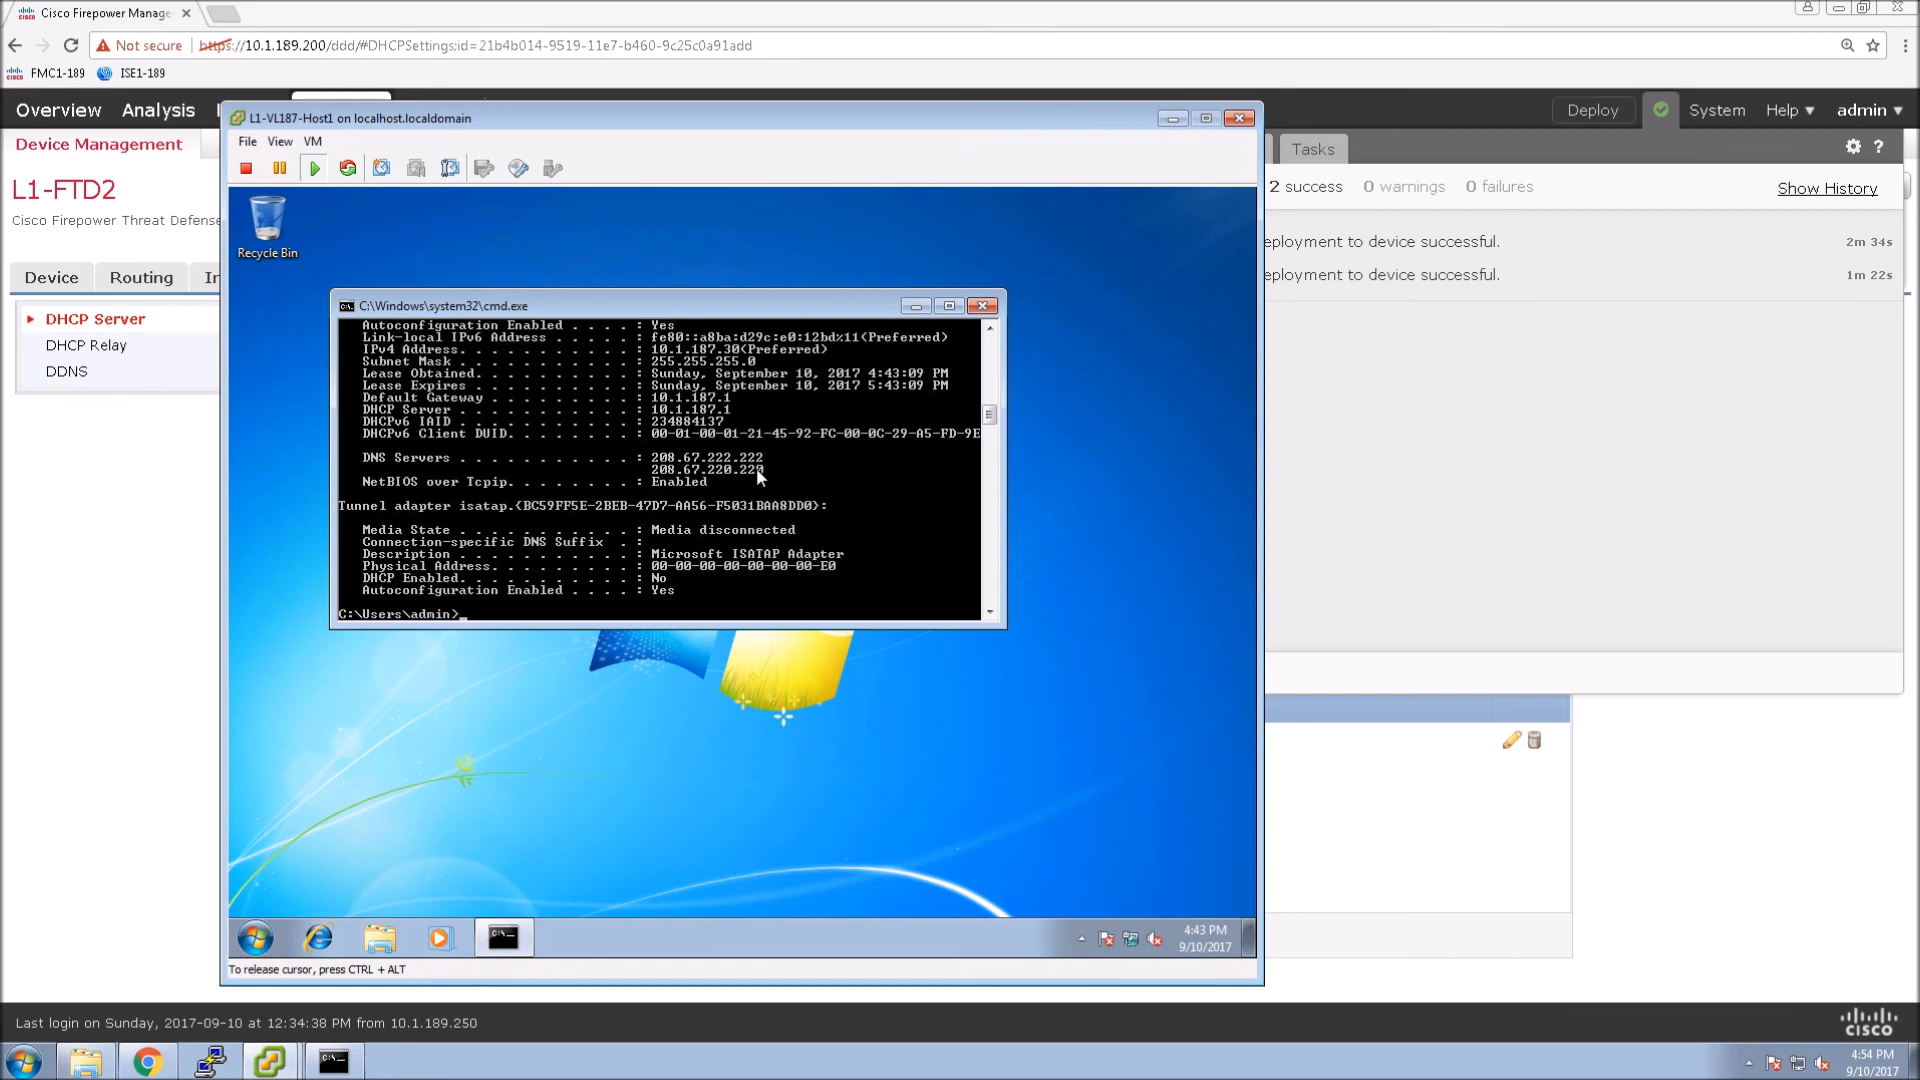 Cisco Firepower Manage
Not secure
https://10.1.189.200/ddd/#DHCPSettings;id=21b4b014-9519-11e7-b460-9c25c0a91add
FMC1-189
ISE1-189
Overview
Analysis
Deploy
System
Help
admin
Device Management
L1-FTD2
Cisco Firepower Threat Defense
Device
Routing
DHCP Server
DHCP Relay
DDNS
Tasks
2 success
0 warnings
0 failures
Show History
eployment to device successful.
2m 34s
eployment to device successful.
1m 22s
L1-VL187-Host1 on localhost.localdomain
File
View
VM
Recycle Bin
C:\Windows\system32\cmd.exe
Autoconfiguration Enabled . . . . : Yes
Link-local IPv6 Address . . . . . : fe80::a8ba:d29c:e0:12bd%11(Preferred)
IPv4 Address. . . . . . . . . . . : 10.1.187.30(Preferred)
Subnet Mask . . . . . . . . . . . : 255.255.255.0
Lease Obtained. . . . . . . . . . : Sunday, September 10, 2017 4:43:09 PM
Lease Expires . . . . . . . . . . : Sunday, September 10, 2017 5:43:09 PM
Default Gateway . . . . . . . . . : 10.1.187.1
DHCP Server . . . . . . . . . . . : 10.1.187.1
DHCPv6 IAID . . . . . . . . . . . : 234884137
DHCPv6 Client DUID. . . . . . . . : 00-01-00-01-21-45-92-FC-00-0C-29-A5-FD-9E
DNS Servers . . . . . . . . . . . : 208.67.222.222
208.67.220.220
NetBIOS over Tcpip. . . . . . . . : Enabled
Tunnel adapter isatap.{BC59FF5E-2BEB-47D7-AA56-F5031BAA8DD0}:
Media State . . . . . . . . . . . : Media disconnected
Connection-specific DNS Suffix  . :
Description . . . . . . . . . . . : Microsoft ISATAP Adapter
Physical Address. . . . . . . . . : 00-00-00-00-00-00-00-E0
DHCP Enabled. . . . . . . . . . . : No
Autoconfiguration Enabled . . . . : Yes
C:\Users\admin>_
4:43 PM
9/10/2017
To release cursor, press CTRL + ALT
Last login on Sunday, 2017-09-10 at 12:34:38 PM from 10.1.189.250
cisco
4:54 PM
9/10/2017